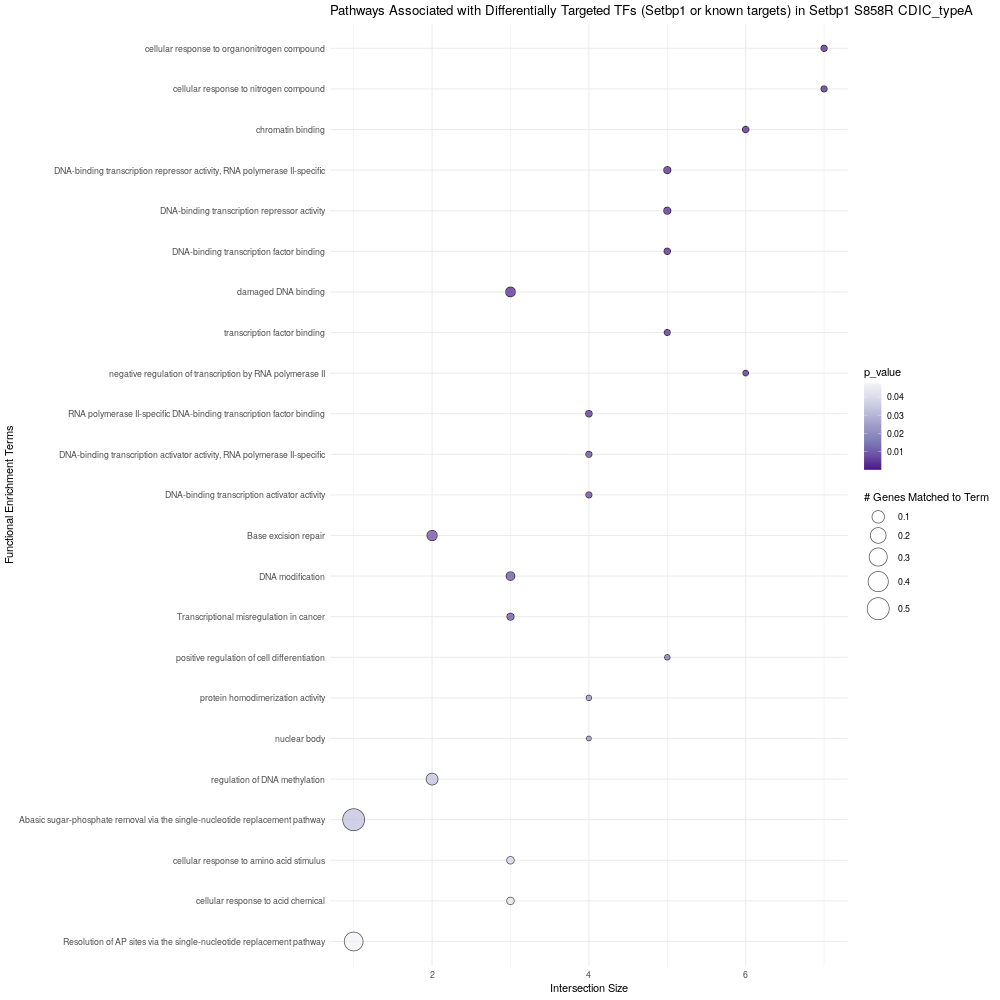 Pathways Associated with Differentially Targeted TFs (Setbp1 or known targets) in Setbp1 S858R CDIC_typeA
Functional Enrichment Terms
cellular response to organonitrogen compound
cellular response to nitrogen compound
chromatin binding
DNA-binding transcription repressor activity, RNA polymerase II-specific
DNA-binding transcription repressor activity
DNA-binding transcription factor binding
damaged DNA binding
transcription factor binding
negative regulation of transcription by RNA polymerase II
RNA polymerase II-specific DNA-binding transcription factor binding
DNA-binding transcription activator activity, RNA polymerase II-specific
DNA-binding transcription activator activity
Base excision repair
DNA modification
Transcriptional misregulation in cancer
positive regulation of cell differentiation
protein homodimerization activity
nuclear body
regulation of DNA methylation
Abasic sugar-phosphate removal via the single-nucleotide replacement pathway
cellular response to amino acid stimulus
cellular response to acid chemical
Resolution of AP sites via the single-nucleotide replacement pathway
2
4
6
Intersection Size
p_value
0.04
0.03
0.02
0.01
# Genes Matched to Term
0.1
0.2
0.3
0.4
0.5